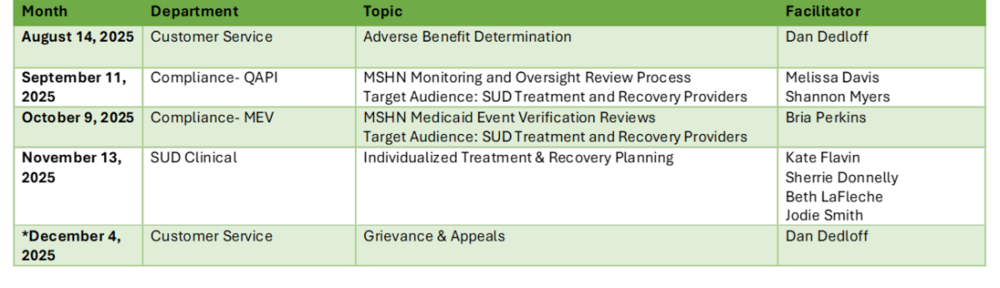 Month Department Topic Facilitator
August 14, 2025 Customer Service Adverse Benefit Determination Dan Dedloff
September 11, 2025 Compliance- QAPI MSHN Monitoring and Oversight Review Process Melissa Davis
Target Audience: SUD Treatment and Recovery Providers Shannon Myers
October 9, 2025 Compliance- MEV MSHN Medicaid Event Verification Reviews Bria Perkins
Target Audience: SUD Treatment and Recovery Providers
November 13, 2025 SUD Clinical Individualized Treatment & Recovery Planning Kate Flavin
Sherrie Donnelly
Beth LaFleche
Jodie Smith
*December 4, 2025 Customer Service Grievance & Appeals Dan Dedloff